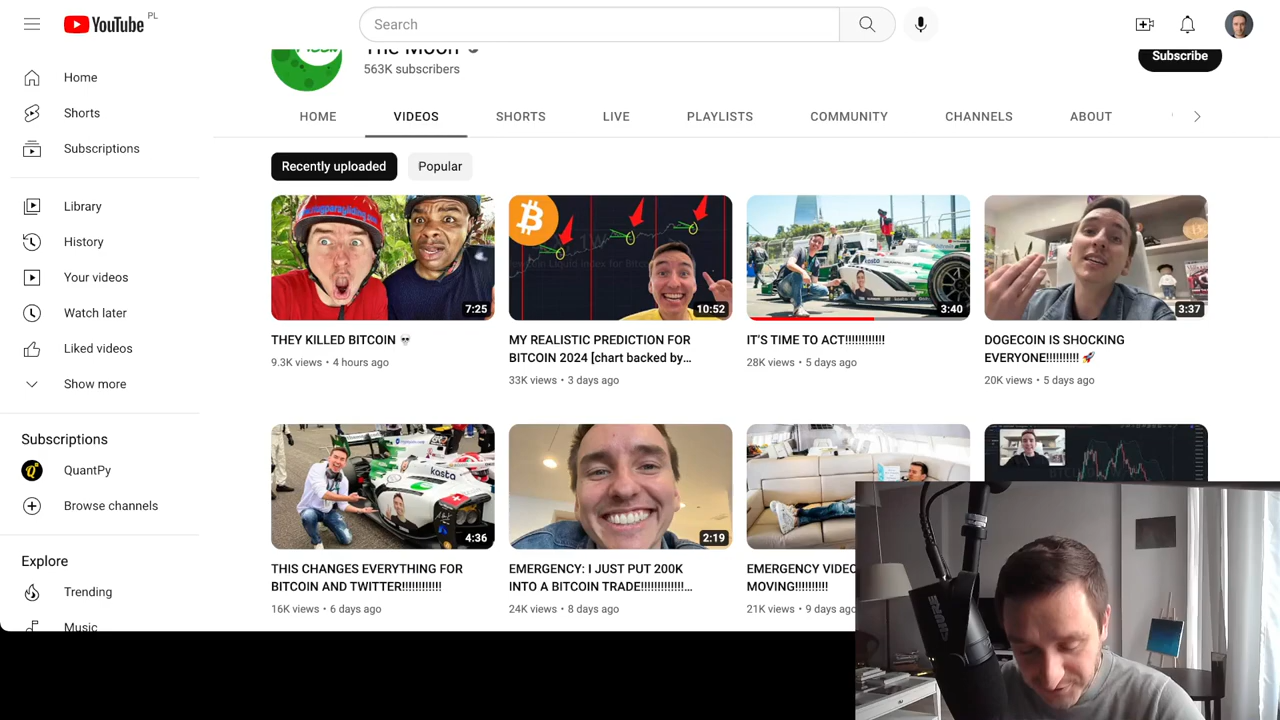 YouTube PL
Search
Home
Shorts
Subscriptions
Library
History
Your videos
Watch later
Liked videos
Show more
Subscriptions
QuantPy
Browse channels
Explore
Trending
Music
The Moon
563K subscribers
Subscribe
HOME VIDEOS SHORTS LIVE PLAYLISTS COMMUNITY CHANNELS ABOUT
Recently uploaded Popular
7:25
THEY KILLED BITCOIN 💀
9.3K views • 4 hours ago
10:52
MY REALISTIC PREDICTION FOR
BITCOIN 2024 [chart backed by…
33K views • 3 days ago
kasta
3:40
IT'S TIME TO ACT!!!!!!!!!!!!
28K views • 5 days ago
3:37
DOGECOIN IS SHOCKING
EVERYONE!!!!!!!!!! 🚀
20K views • 5 days ago
kasta
4:36
THIS CHANGES EVERYTHING FOR
BITCOIN AND TWITTER!!!!!!!!!!!!
16K views • 6 days ago
2:19
EMERGENCY: I JUST PUT 200K
INTO A BITCOIN TRADE!!!!!!!!!!!!!…
24K views • 8 days ago
EMERGENCY VIDEO
MOVING!!!!!!!!!
21K views • 9 days ago
SHURE